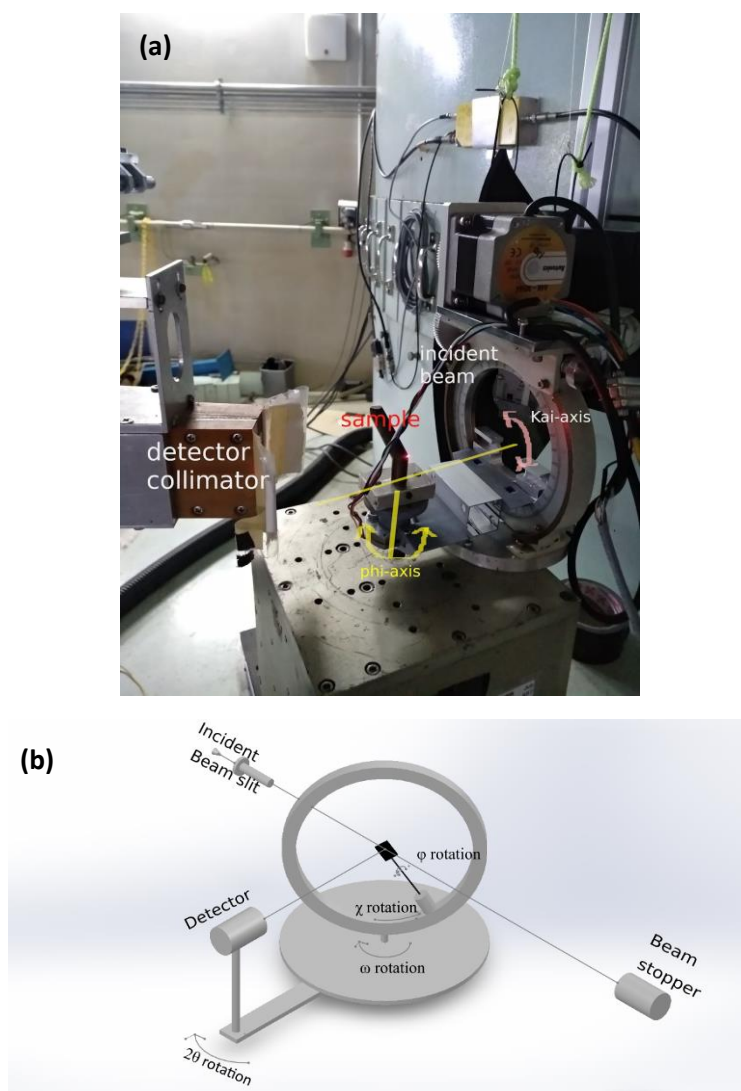 (a)
incident
beam
Kai-axis
sample
detector
collimator
phi-axis
(b)
Incident
Beam slit
φ rotation
χ rotation
Detector
ω rotation
Beam
stopper
2θ rotation